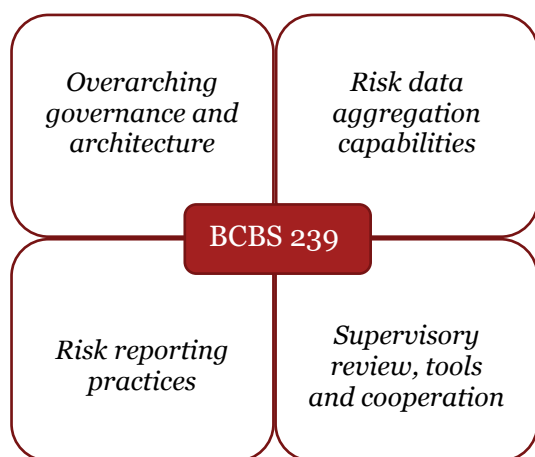 Overarching
governance and
architecture
Risk data
aggregation
capabilities
BCBS 239
Risk reporting
practices
Supervisory
review, tools
and cooperation